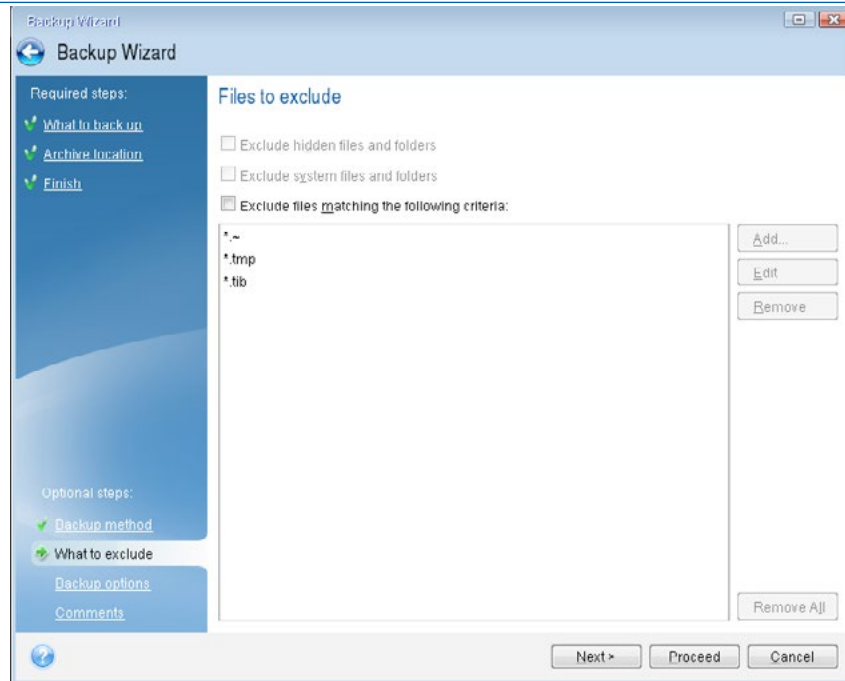 Backup Wizard
Backup Wizard
Required steps:
What to back up
Archive location
Finish
Optional steps:
Backup method
What to exclude
Backup options
Comments
Files to exclude
Exclude hidden files and folders
Exclude system files and folders
Exclude files matching the following criteria:
*.~
*.tmp
*.tib
Add...
Edit
Remove
Remove All
Next >
Proceed
Cancel